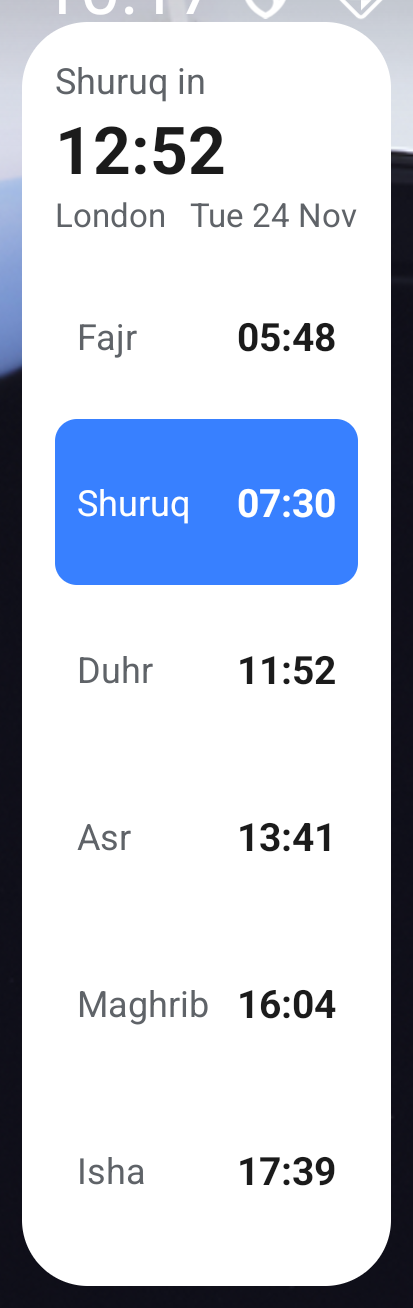 Shuruq in
12:52
London Tue 24 Nov
Fajr 05:48
Shuruq 07:30
Duhr 11:52
Asr 13:41
Maghrib 16:04
Isha 17:39